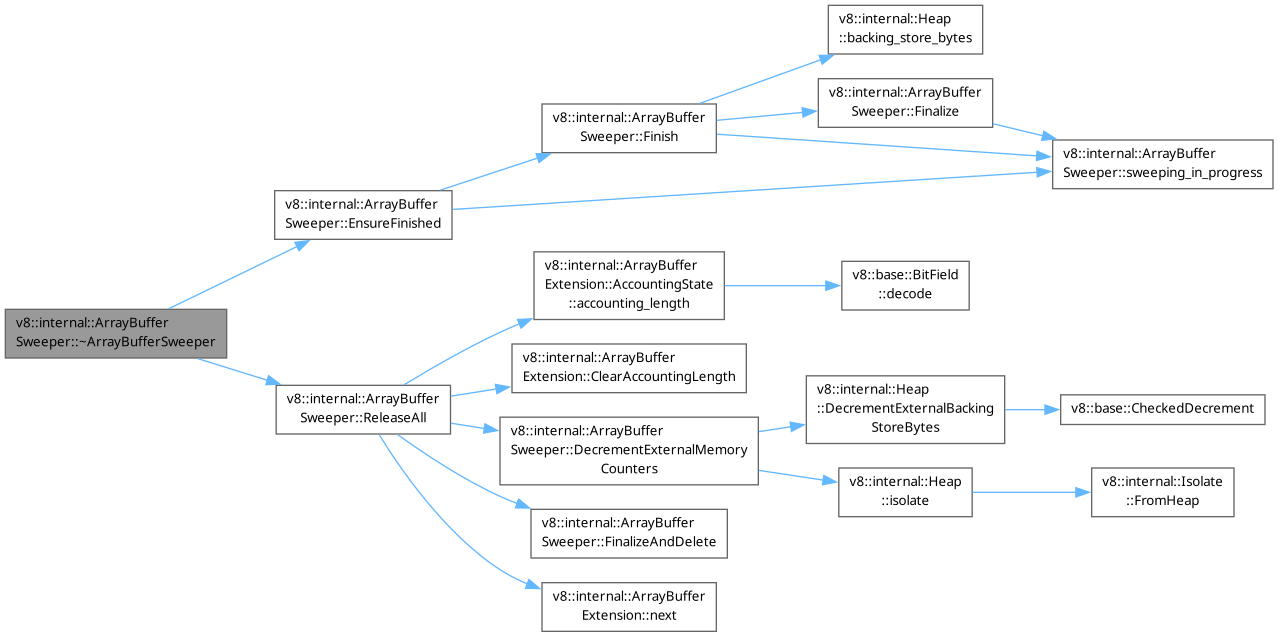 v8::internal::Heap
::backing_store_bytes
v8::internal::ArrayBuffer
Sweeper::Finalize
v8::internal::ArrayBuffer
Sweeper::Finish
v8::internal::ArrayBuffer
Sweeper::sweeping_in_progress
v8::internal::ArrayBuffer
Sweeper::EnsureFinished
v8::internal::ArrayBuffer
Extension::AccountingState
::accounting_length
v8::base::BitField
::decode
v8::internal::ArrayBuffer
Sweeper::~ArrayBufferSweeper
v8::internal::ArrayBuffer
Extension::ClearAccountingLength
v8::internal::ArrayBuffer
Sweeper::ReleaseAll
v8::internal::Heap
::DecrementExternalBacking
StoreBytes
v8::base::CheckedDecrement
v8::internal::ArrayBuffer
Sweeper::DecrementExternalMemory
Counters
v8::internal::Heap
::isolate
v8::internal::Isolate
::FromHeap
v8::internal::ArrayBuffer
Sweeper::FinalizeAndDelete
v8::internal::ArrayBuffer
Extension::next